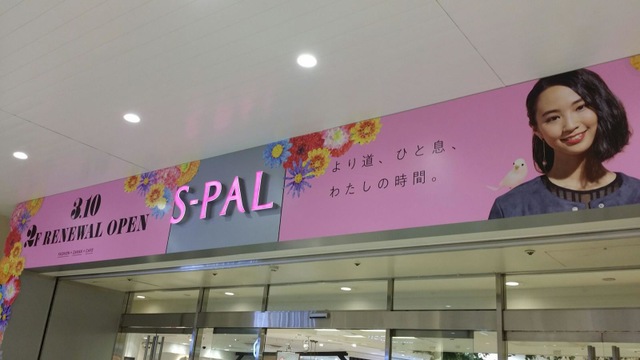 3.10
2F RENEWAL OPEN
S-PAL
より道、ひと息、
わたしの時間。